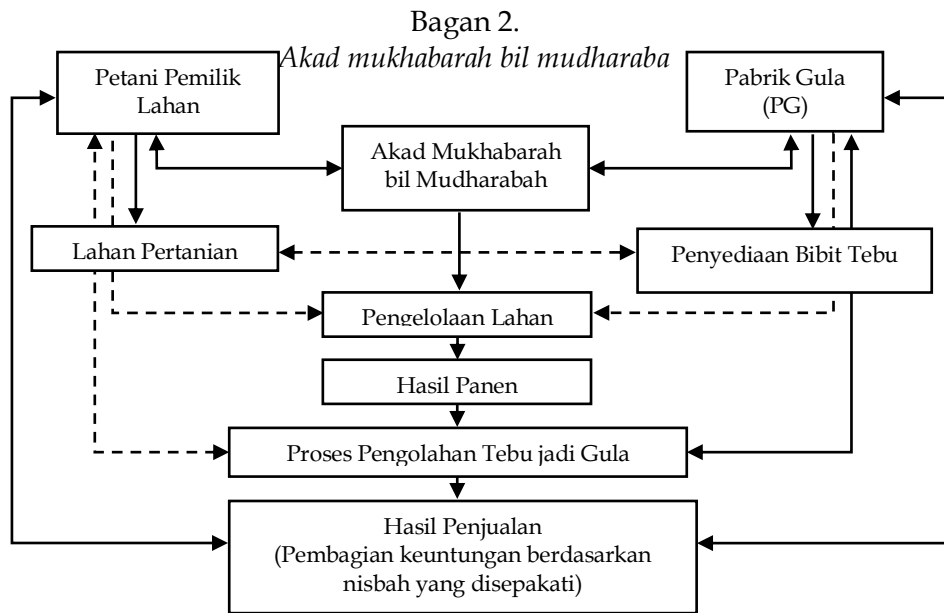 Bagan 2.
Akad mukhabarah bil mudharaba
Petani Pemilik
Lahan
Pabrik Gula
(PG)
Akad Mukhabarah
bil Mudharabah
Lahan Pertanian
Penyediaan Bibit Tebu
Pengelolaan Lahan
Hasil Panen
Proses Pengolahan Tebu jadi Gula
Hasil Penjualan
(Pembagian keuntungan berdasarkan
nisbah yang disepakati)